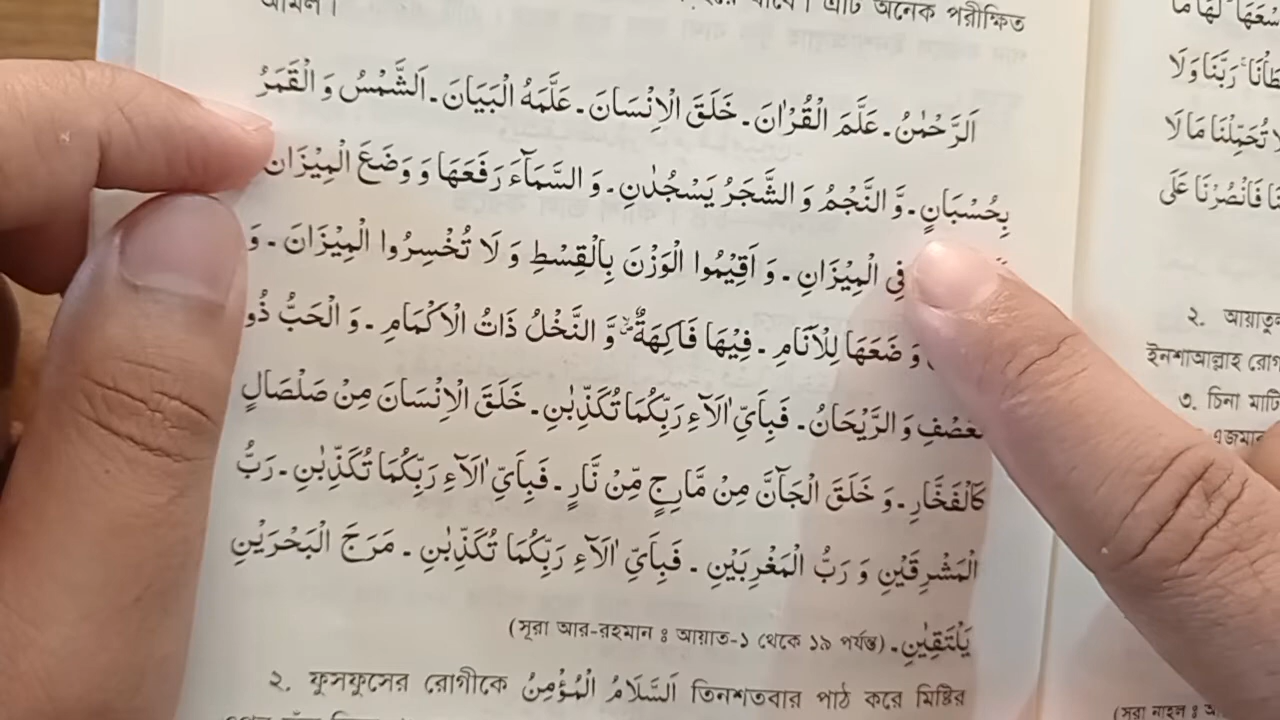 অনেক পরীক্ষিত
আমল।
اَلرَّحْمٰنُ۔ عَلَّمَ الْقُرْاٰنَ۔ خَلَقَ الْاِنْسَانَ۔ عَلَّمَهُ الْبَيَانَ۔ اَلشَّمْسُ وَ الْقَمَرُ
بِحُسْبَانٍ۔ وَّ النَّجْمُ وَ الشَّجَرُ يَسْجُدٰنِ۔ وَ السَّمَآءَ رَفَعَهَا وَ وَضَعَ الْمِيْزَانَ
فِى الْمِيْزَانِ۔ وَ اَقِيْمُوا الْوَزْنَ بِالْقِسْطِ وَ لَا تُخْسِرُوا الْمِيْزَانَ۔ وَ
وَضَعَهَا لِلْاَنَامِ۔ فِيْهَا فَاكِهَةٌ وَّ النَّخْلُ ذَاتُ الْاَكْمَامِ۔ وَ الْحَبُّ ذُو
وَ الرَّيْحَانُ۔ فَبِاَىِّ اٰلَآءِ رَبِّكُمَا تُكَذِّبٰنِ۔ خَلَقَ الْاِنْسَانَ مِنْ صَلْصَالٍ
كَالْفَخَّارِ۔ وَ خَلَقَ الْجَآنَّ مِنْ مَّارِجٍ مِّنْ نَّارٍ۔ فَبِاَىِّ اٰلَآءِ رَبِّكُمَا تُكَذِّبٰنِ۔ رَبُّ
الْمَشْرِقَيْنِ وَ رَبُّ الْمَغْرِبَيْنِ۔ فَبِاَىِّ اٰلَآءِ رَبِّكُمَا تُكَذِّبٰنِ۔ مَرَجَ الْبَحْرَيْنِ
يَلْتَقِيٰنِ۔ (সূরা আর-রহমান ঃ আয়াত-১ থেকে ১৯ পর্যন্ত)
২. ফুসফুসের রোগীকে اَلسَّلَامُ الْمُؤْمِنُ তিনশতবার পাঠ করে মিষ্টির
لَهَا مَا
رَبَّنَا وَلَا
تُحَمِّلْنَا مَا لَا
فَانْصُرْنَا عَلَى
২.
ইনশাআল্লাহ
৩. চিনা